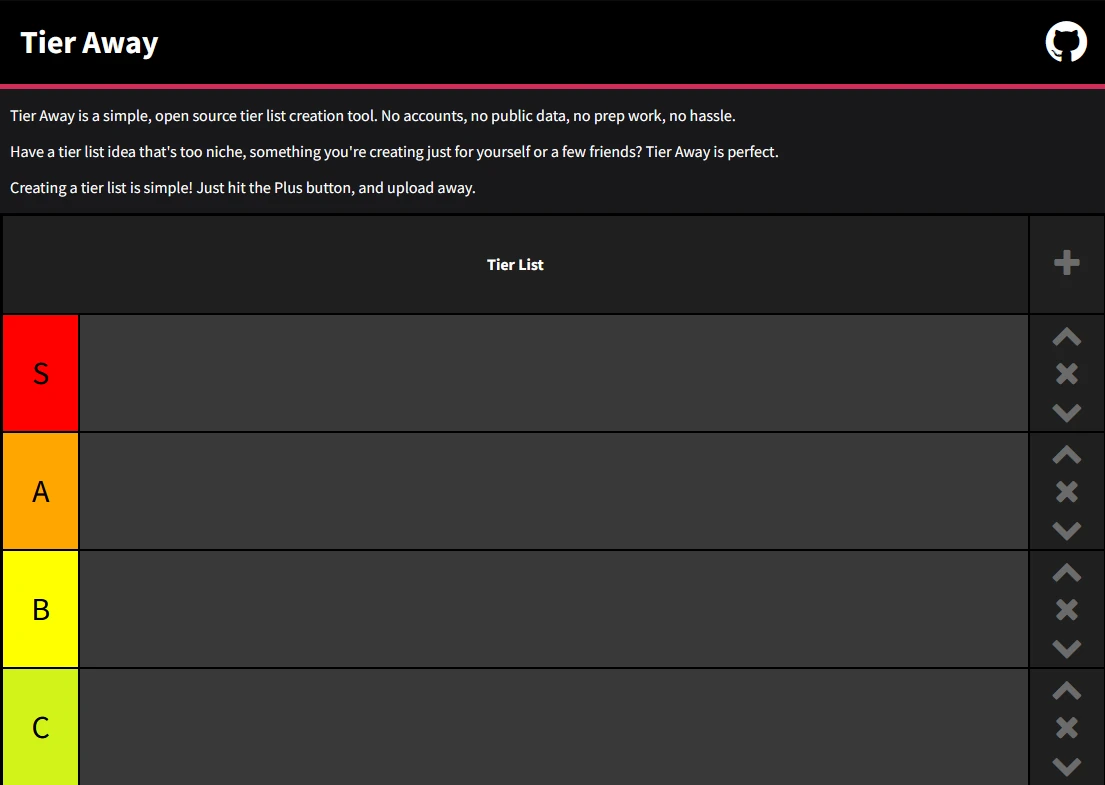 Tier Away
Tier Away is a simple, open source tier list creation tool. No accounts, no public data, no prep work, no hassle.
Have a tier list idea that's too niche, something you're creating just for yourself or a few friends? Tier Away is perfect.
Creating a tier list is simple! Just hit the Plus button, and upload away.
Tier List
S
A
B
C